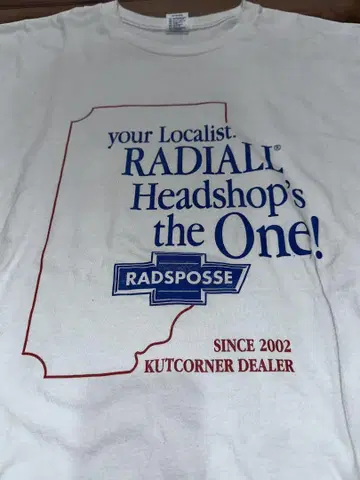 your Localist.
RADIALL®
Headshop's
the One!
RADSPOSSE
SINCE 2002
KUTCORNER DEALER